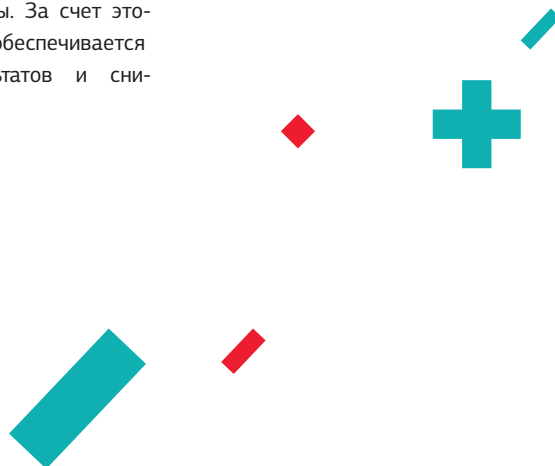 ы. За счет это-
обеспечивается
татов и сни-